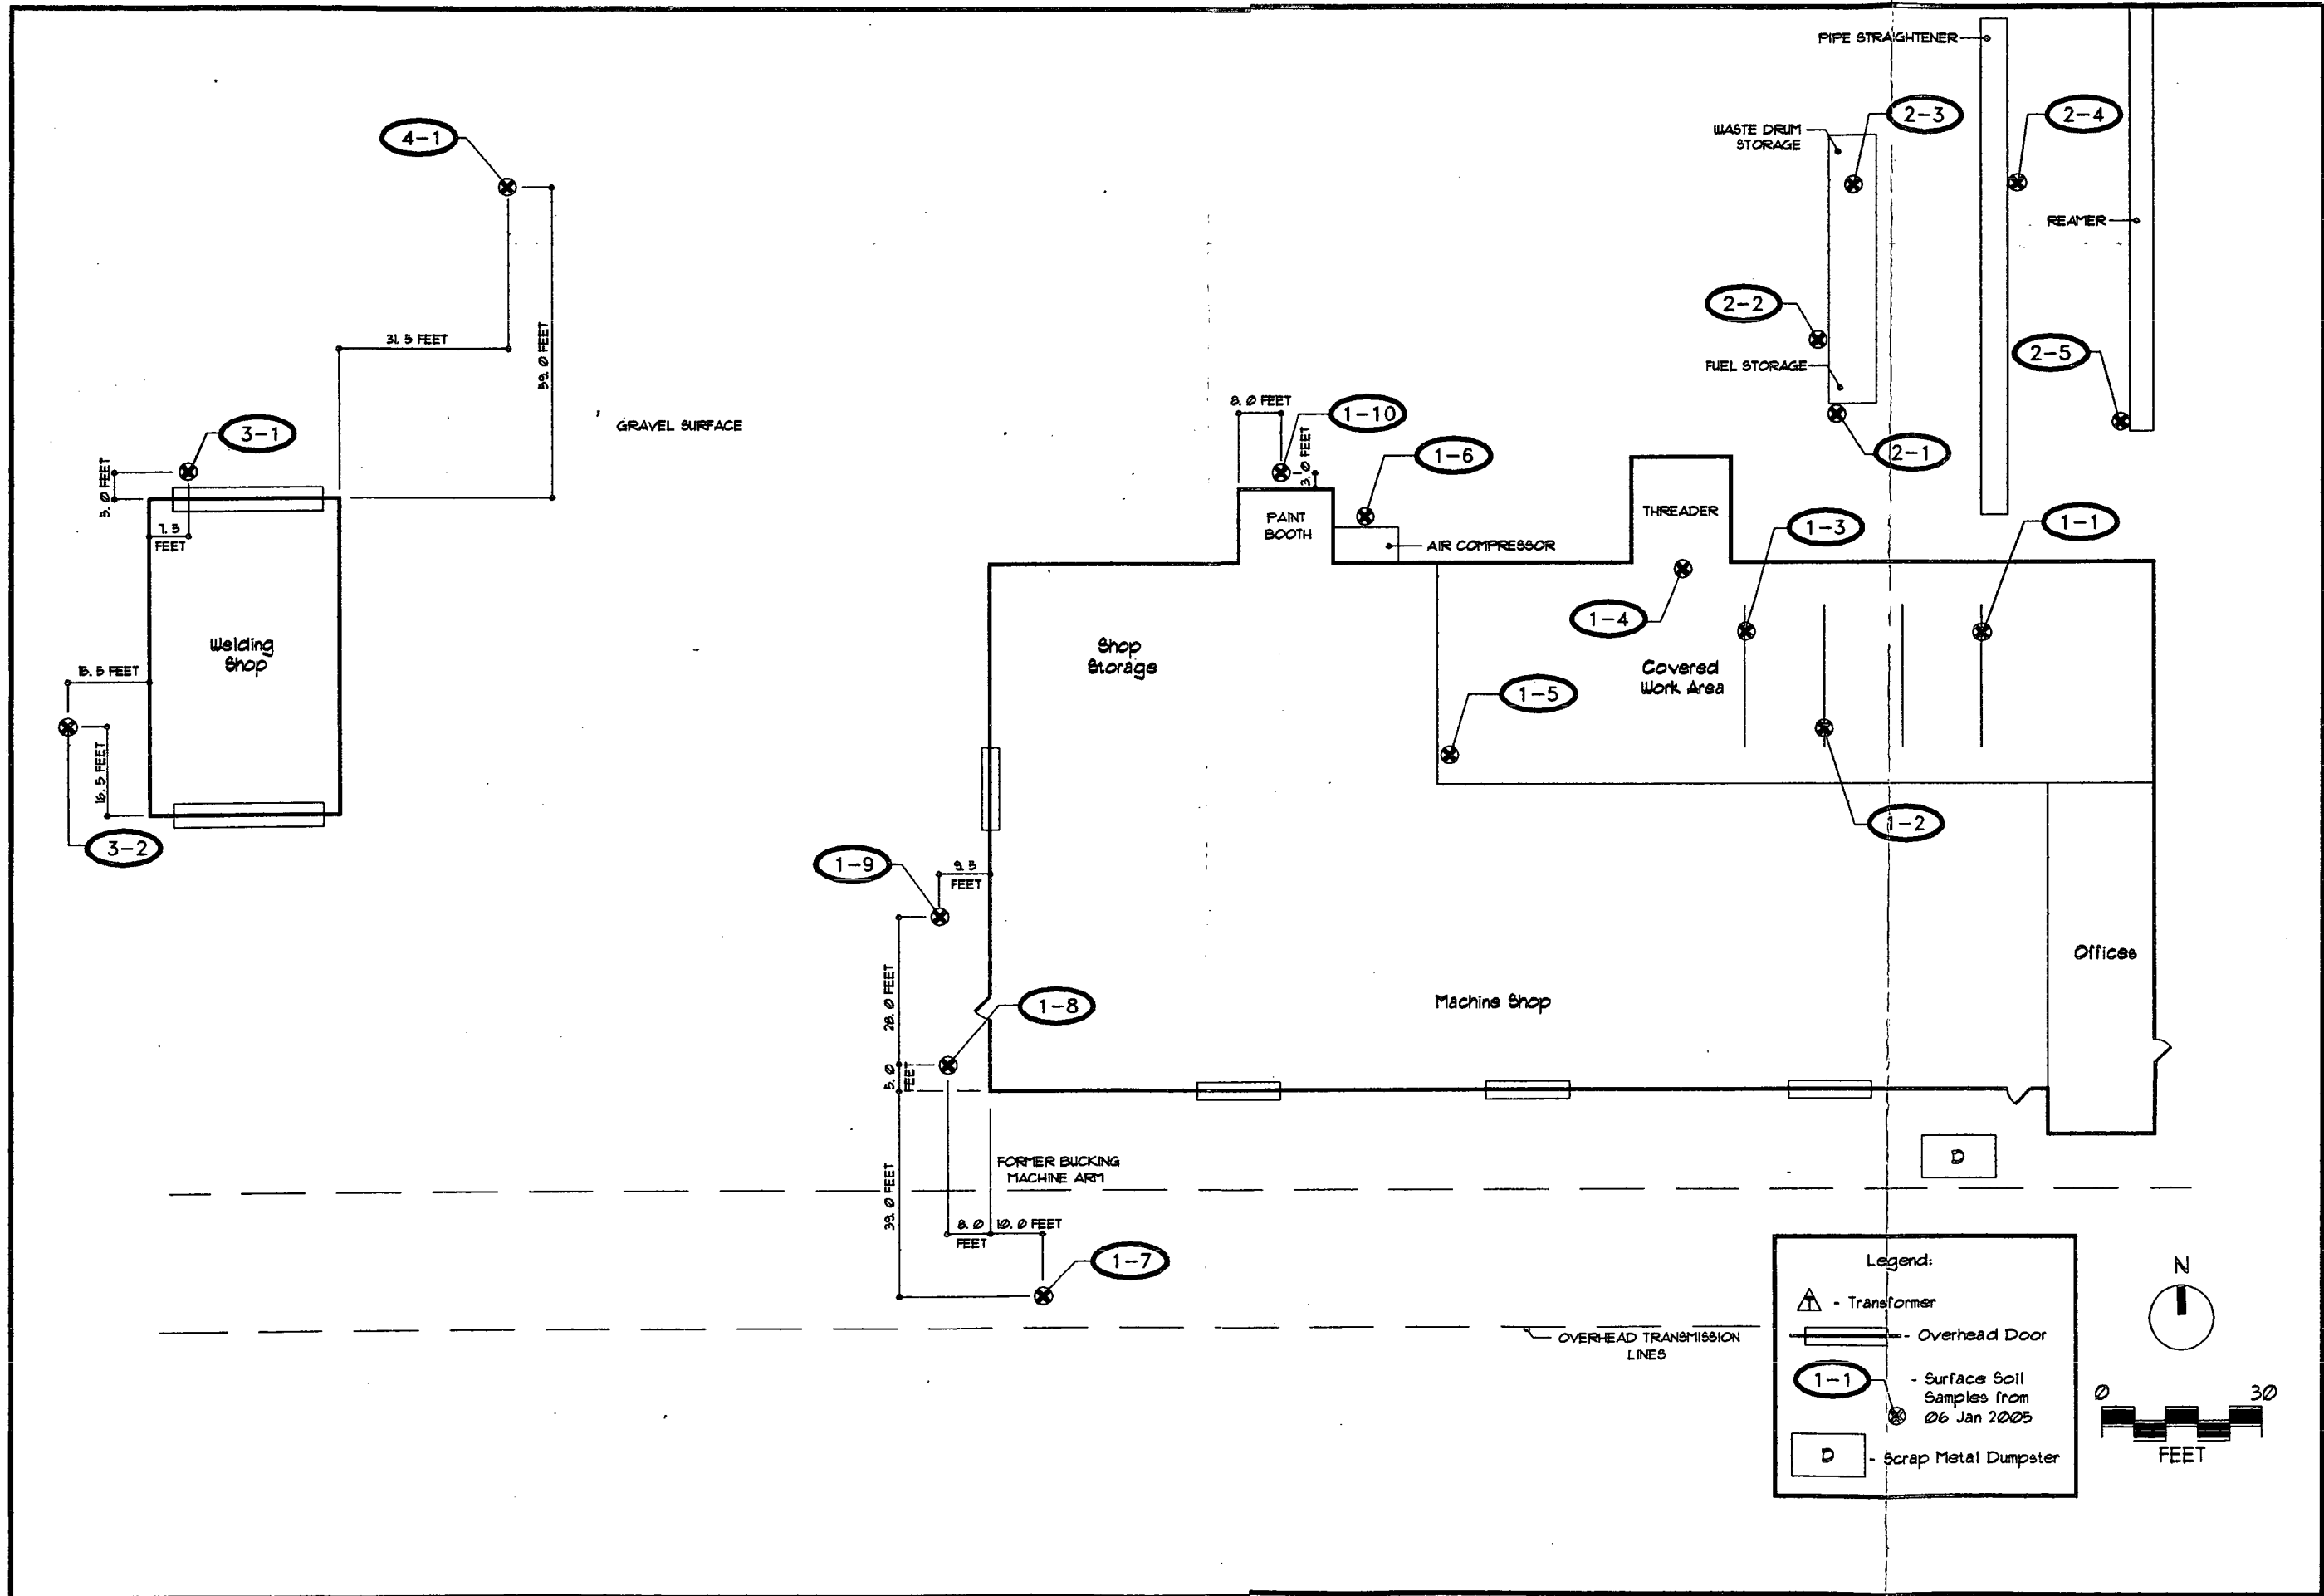 PIPE STRAIGHTENER
4-1
2-3
2-4
WASTE DRUM
STORAGE
REAMER
2-2
31.5 FEET
59.0 FEET
2-5
FUEL STORAGE
3-1
GRAVEL SURFACE
8.0 FEET
1-10
3.0 FEET
1-6
2-1
5.0 FEET
7.5
FEET
PAINT
BOOTH
AIR COMPRESSOR
THREADER
1-3
1-1
1-4
Welding
Shop
Shop
Storage
Covered
Work Area
15.5 FEET
1-5
16.5 FEET
3-2
1-2
1-9
9.5
FEET
Offices
28.0 FEET
1-8
Machine Shop
5.0
FEET
FORMER BUCKING
MACHINE ARM
D
39.0 FEET
8.0
FEET
10.0 FEET
1-7
OVERHEAD TRANSMISSION
LINES
Legend:
T
- Transformer
- Overhead Door
1-1
- Surface Soil
Samples from
06 Jan 2005
D
- Scrap Metal Dumpster
N
0
30
FEET